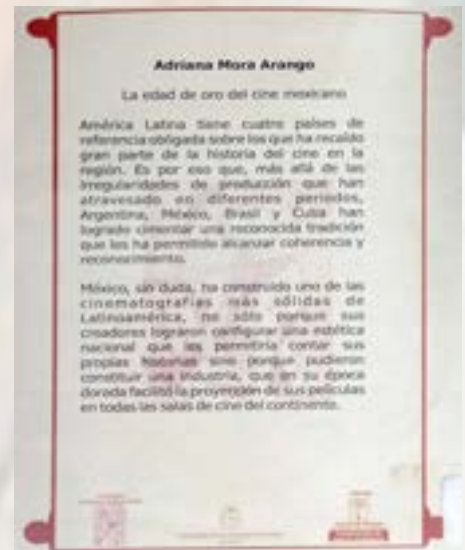 Adriana Mora Arango
La edad de oro del cine mexicano
América Latina tiene cuatro países de
referencia obligada sobre los que ha recaído
gran parte de la historia del cine en la
región. Es por eso que, más allá de las
irregularidades de producción que han
atravesado en diferentes periodos,
Argentina, México, Brasil y Cuba han
logrado cimentar una reconocida tradición
que les ha permitido alcanzar coherencia y
reconocimiento.
México, sin duda, ha construido uno de las
cinematografías más sólidas de
Latinoamérica, no sólo porque sus
creadores lograron configurar una estética
nacional que les permitiría contar sus
propias historias sino porque pudieron
constituir una industria, que en su época
dorada facilitó la proyección de sus películas
en todas las salas de cine del continente.